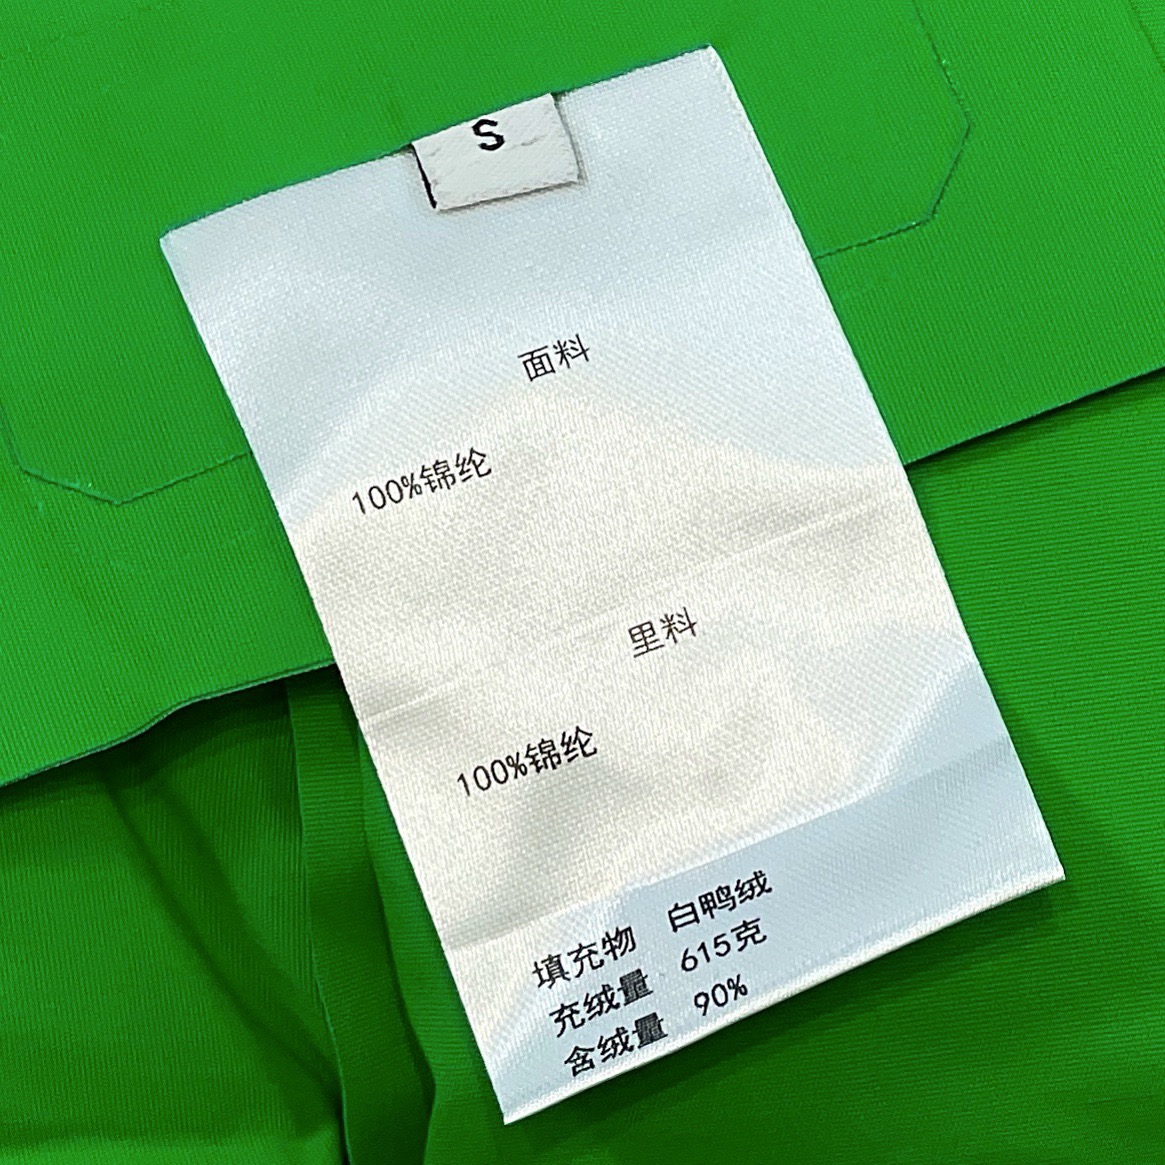 S
面料
100%锦纶
里料
100%锦纶
填充物 白鸭绒
充绒量 615克
含绒量 90%